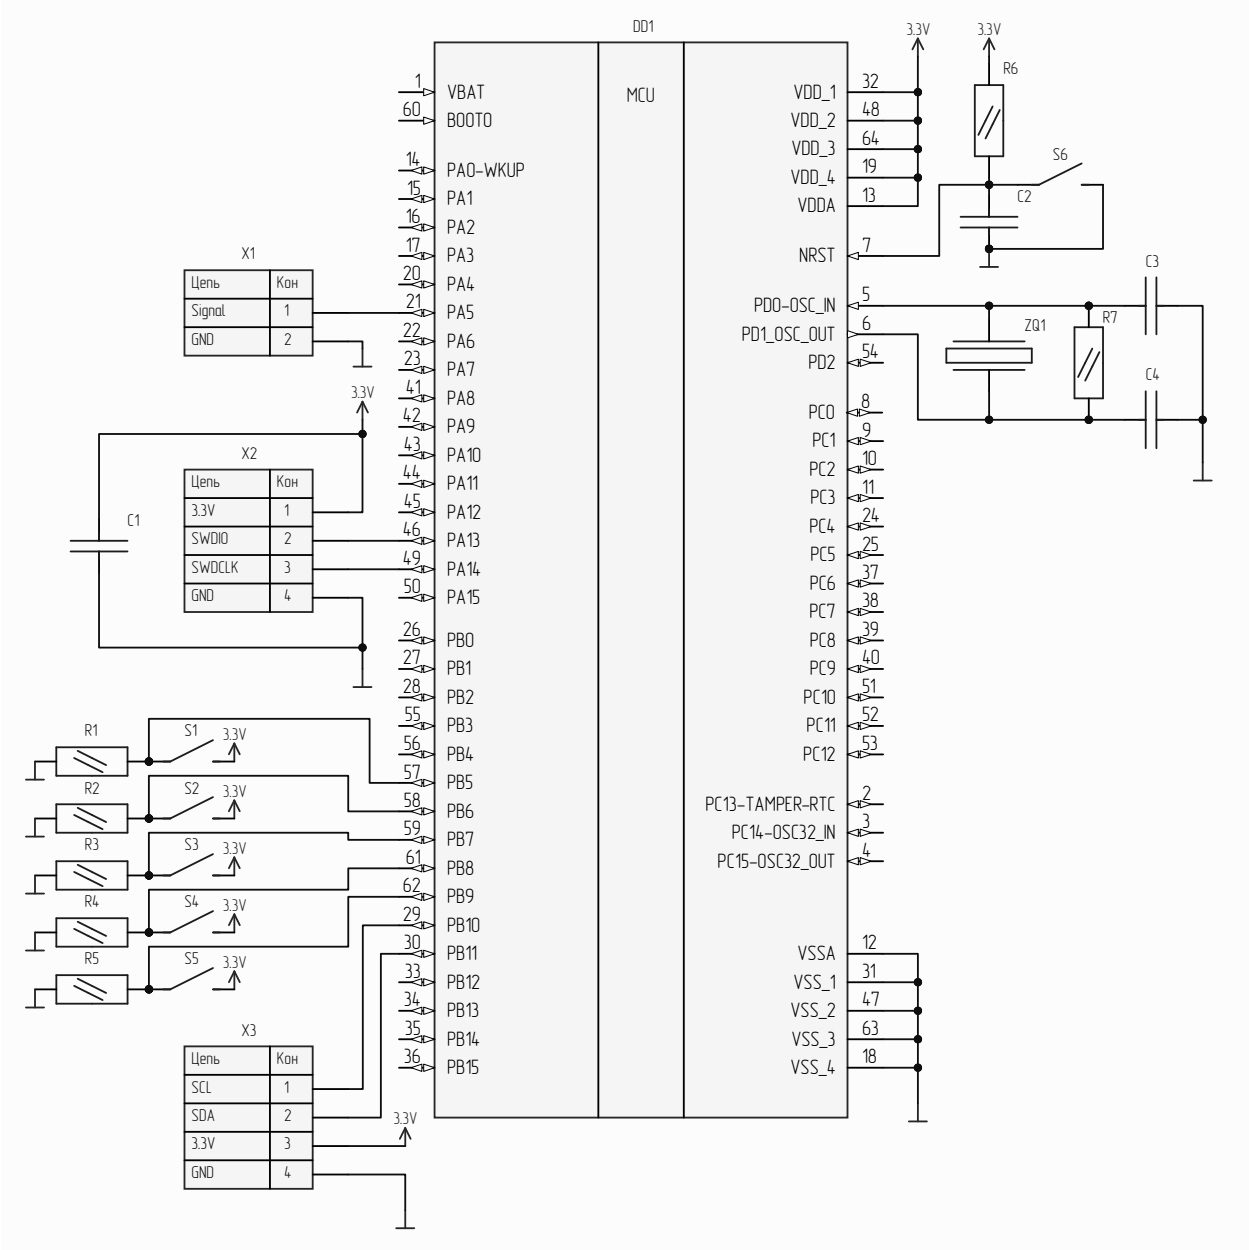 DD1
MCU
1 VBAT
60 BOOT0
14 PA0-WKUP
15 PA1
16 PA2
17 PA3
20 PA4
21 PA5
22 PA6
23 PA7
41 PA8
42 PA9
43 PA10
44 PA11
45 PA12
46 PA13
49 PA14
50 PA15
26 PB0
27 PB1
28 PB2
55 PB3
56 PB4
57 PB5
58 PB6
59 PB7
61 PB8
62 PB9
29 PB10
30 PB11
33 PB12
34 PB13
35 PB14
36 PB15
VDD_1 32
VDD_2 48
VDD_3 64
VDD_4 19
VDDA 13
NRST 7
PD0-OSC_IN 5
PD1_OSC_OUT 6
PD2 54
PC0 8
PC1 9
PC2 10
PC3 11
PC4 24
PC5 25
PC6 37
PC7 38
PC8 39
PC9 40
PC10 51
PC11 52
PC12 53
PC13-TAMPER-RTC 2
PC14-OSC32_IN 3
PC15-OSC32_OUT 4
VSSA 12
VSS_1 31
VSS_2 47
VSS_3 63
VSS_4 18
3.3V
3.3V
R6
S6
C2
C3
ZQ1
R7
C4
X1
Цепь Кон
Signal 1
GND 2
3.3V
X2
Цепь Кон
3.3V 1
SWDIO 2
SWDCLK 3
GND 4
C1
R1 S1 3.3V
R2 S2 3.3V
R3 S3 3.3V
R4 S4 3.3V
R5 S5 3.3V
X3
Цепь Кон
SCL 1
SDA 2
3.3V 3
GND 4
3.3V